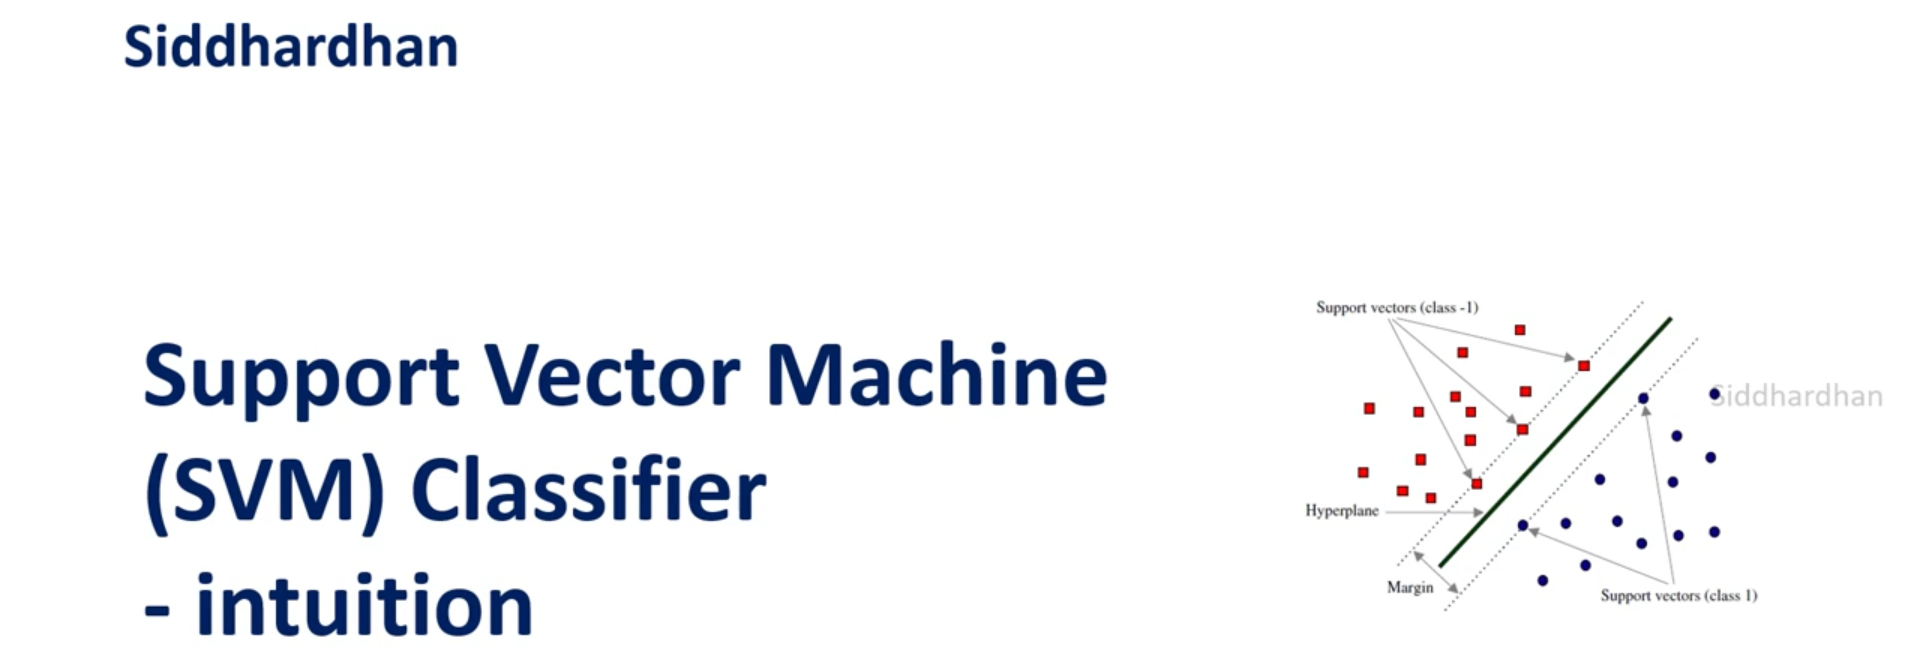 Siddhardhan
Support Vector Machine
(SVM) Classifier
- intuition
Support vectors (class -1)
Siddhardhan
Hyperplane
Margin
Support vectors (class 1)